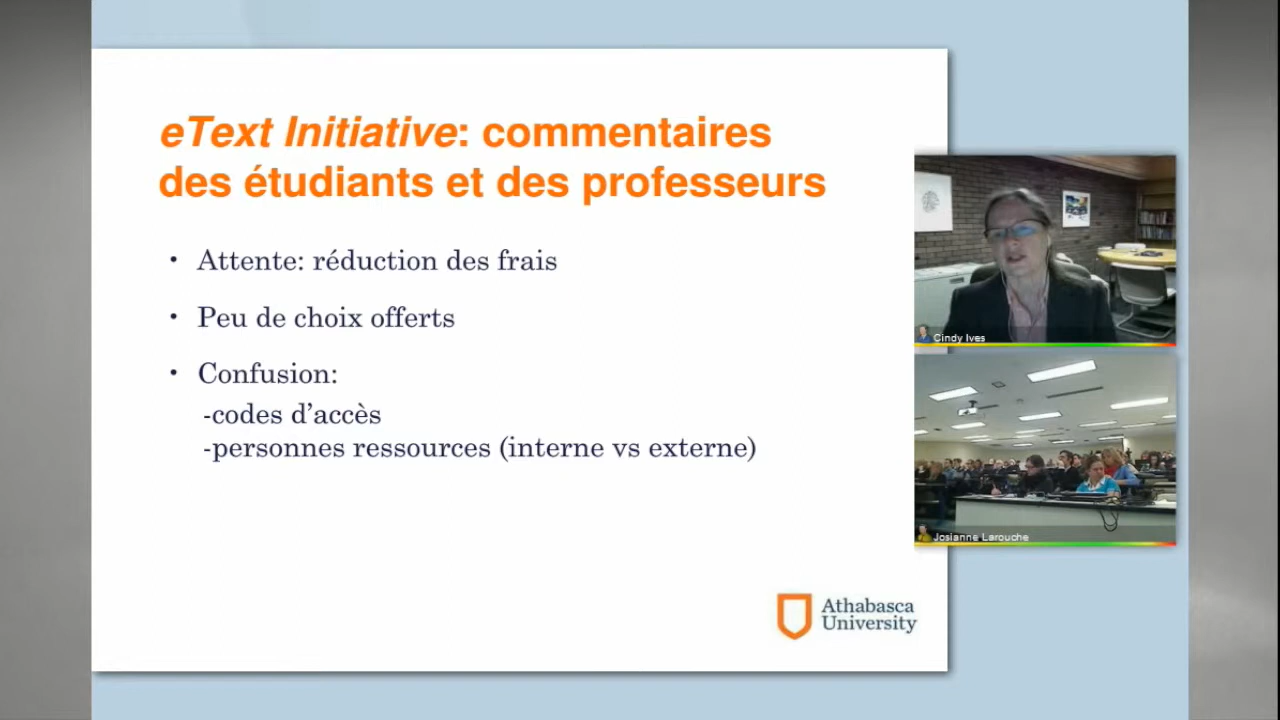 eText Initiative: commentaires
des étudiants et des professeurs
• Attente: réduction des frais
• Peu de choix offerts
• Confusion:
-codes d'accès
-personnes ressources (interne vs externe)
Athabasca
University
Cindy Ives
Josianne Larouche